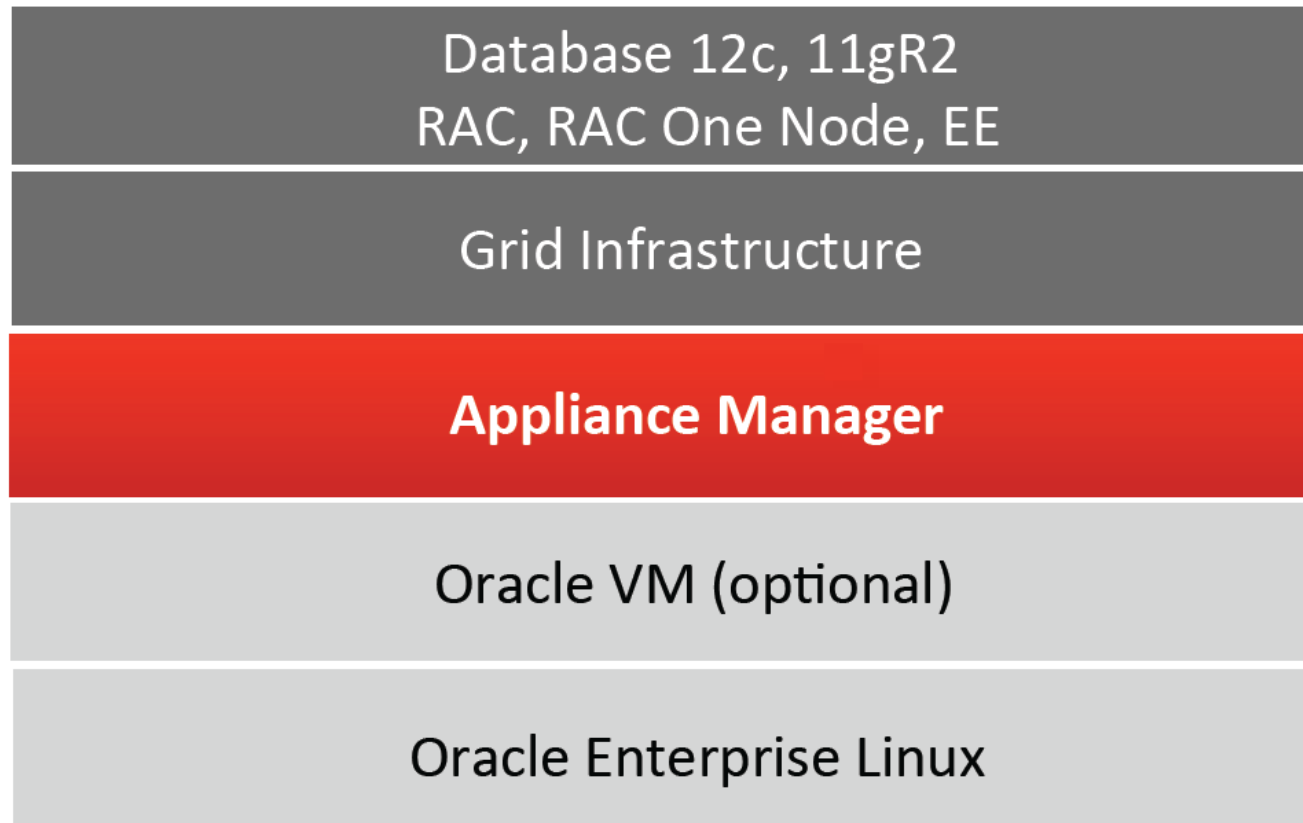 Database 12c, 11gR2
RAC, RAC One Node, EE
Grid Infrastructure
Appliance Manager
Oracle VM (optional)
Oracle Enterprise Linux